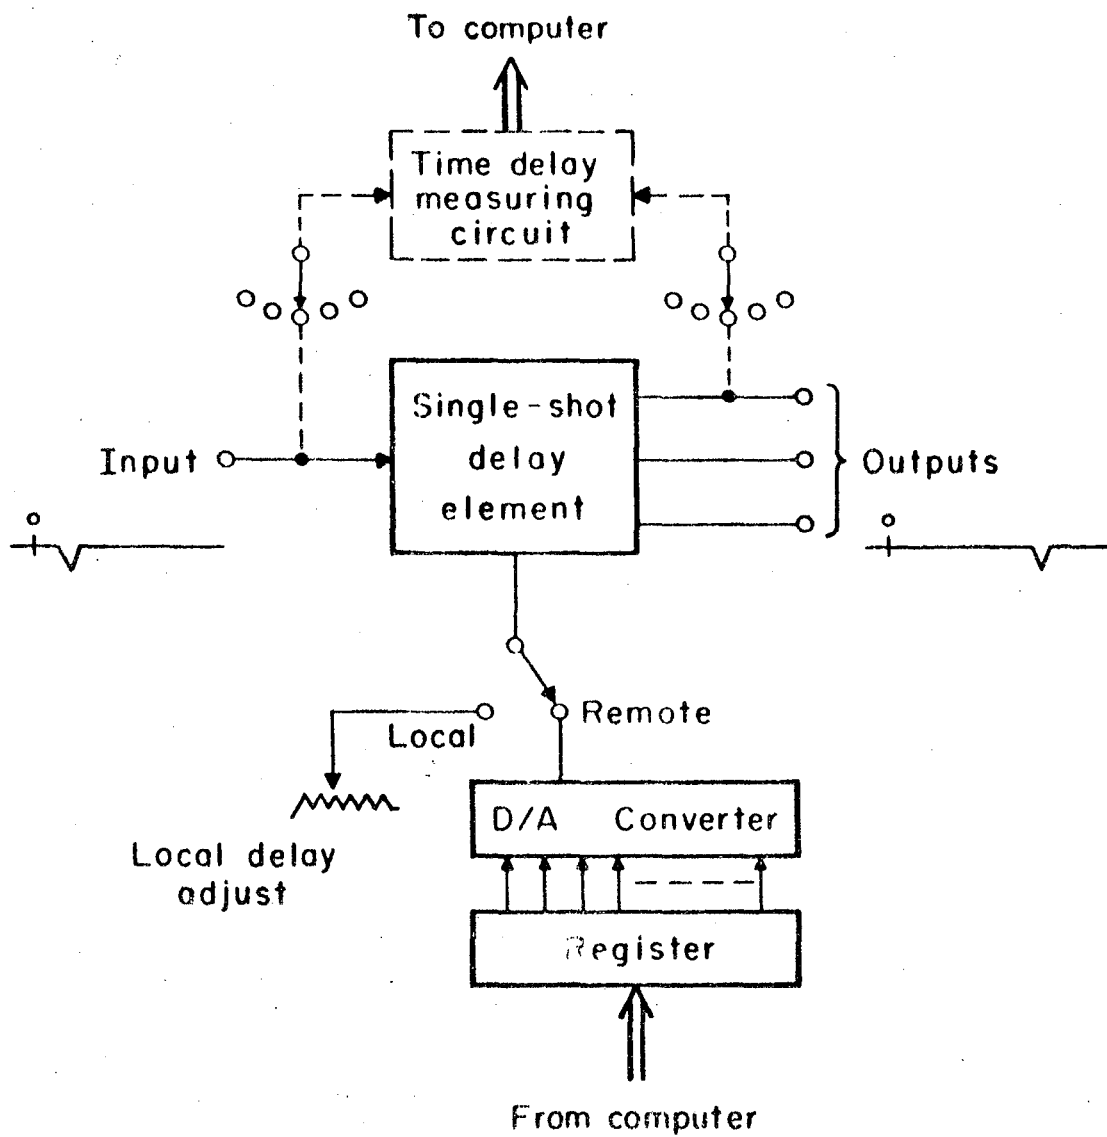 To computer
Time delay
measuring
circuit
Single-shot
delay
element
Input
Outputs
o
o
Remote
Local
D/A Converter
Local delay
adjust
Register
From computer